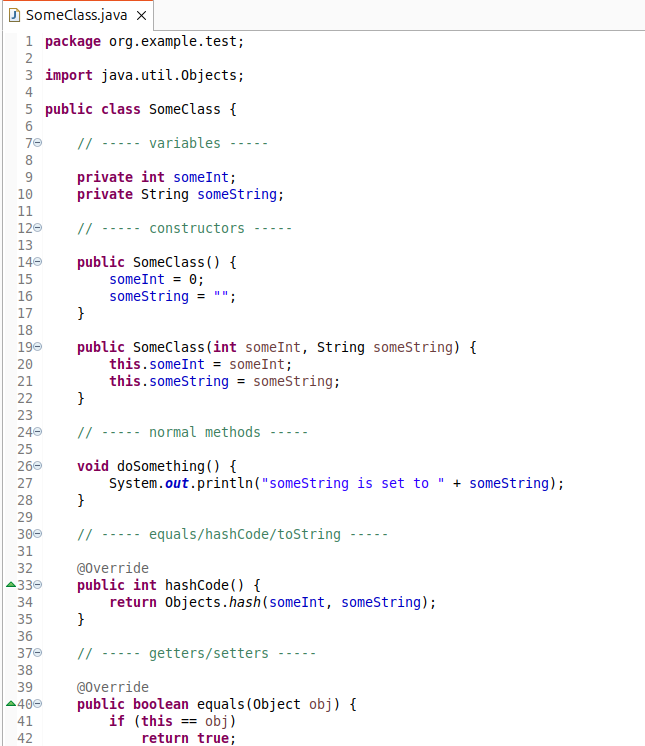 SomeClass.java
1 package org.example.test;
2
3 import java.util.Objects;
4
5 public class SomeClass {
6
7     // ----- variables -----
8
9     private int someInt;
10     private String someString;
11
12     // ----- constructors -----
13
14     public SomeClass() {
15         someInt = 0;
16         someString = "";
17     }
18
19     public SomeClass(int someInt, String someString) {
20         this.someInt = someInt;
21         this.someString = someString;
22     }
23
24     // ----- normal methods -----
25
26     void doSomething() {
27         System.out.println("someString is set to " + someString);
28     }
29
30     // ----- equals/hashCode/toString -----
31
32     @Override
33     public int hashCode() {
34         return Objects.hash(someInt, someString);
35     }
36
37     // ----- getters/setters -----
38
39     @Override
40     public boolean equals(Object obj) {
41         if (this == obj)
42             return true;